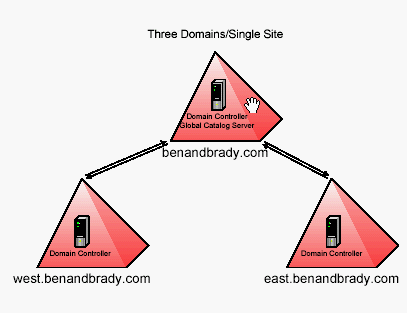 Three Domains/Single Site
Domain Controller
Global Catalog Server
benandbrady.com
Domain Controller
west.benandbrady.com
Domain Controller
east.benandbrady.com